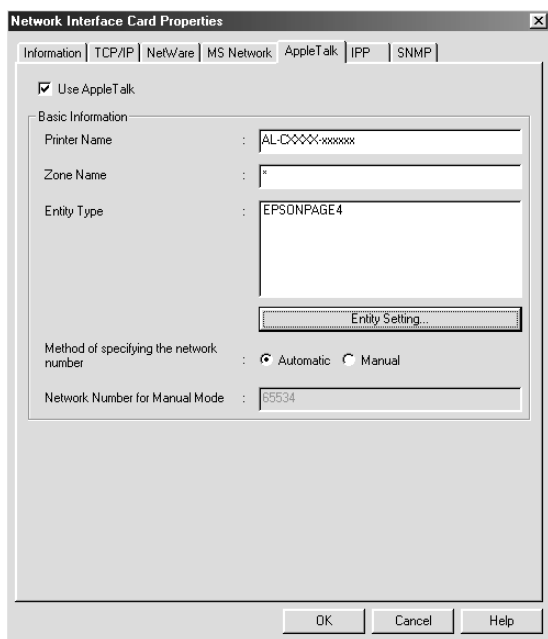 Network Interface Card Properties
Information TCP/IP NetWare MS Network AppleTalk IPP SNMP
Use AppleTalk
Basic Information
Printer Name : AL-CXXXX-xxxxxx
Zone Name : *
Entity Type : EPSONPAGE4
Entity Setting...
Method of specifying the network
number : Automatic Manual
Network Number for Manual Mode : 65534
OK Cancel Help